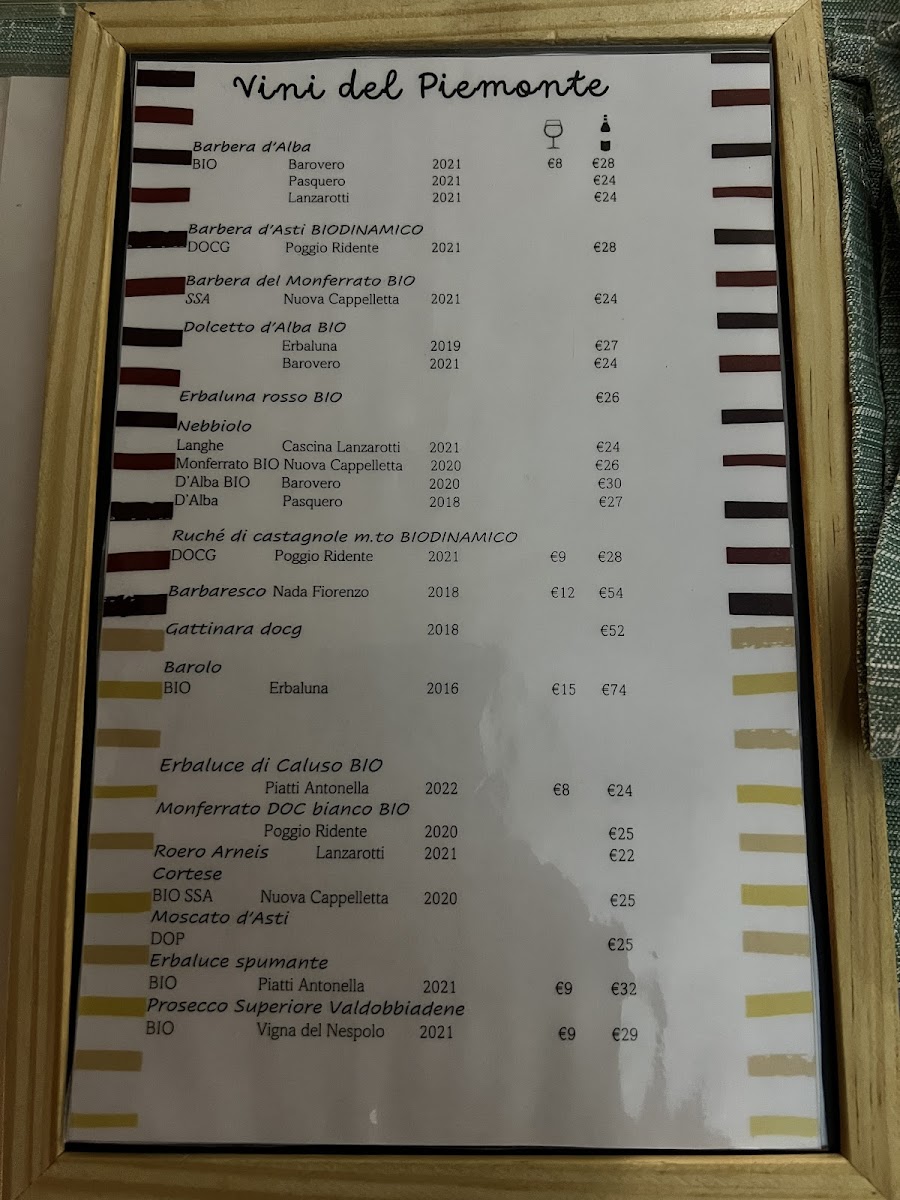 Vini del Piemonte
Barbera d'Alba
BIO Barovero 2021 €8 €28
Pasquero 2021 €24
Lanzarotti 2021 €24
Barbera d'Asti BIODINAMICO
DOCG Poggio Ridente 2021 €28
Barbera del Monferrato BIO
SSA Nuova Cappelletta 2021 €24
Dolcetto d'Alba BIO
Erbaluna 2019 €27
Barovero 2021 €24
Erbaluna rosso BIO €26
Nebbiolo
Langhe Cascina Lanzarotti 2021 €24
Monferrato BIO Nuova Cappelletta 2020 €26
D'Alba BIO Barovero 2020 €30
D'Alba Pasquero 2018 €27
Ruché di castagnole m.to BIODINAMICO
DOCG Poggio Ridente 2021 €9 €28
Barbaresco Nada Fiorenzo 2018 €12 €54
Gattinara docg 2018 €52
Barolo
BIO Erbaluna 2016 €15 €74
Erbaluce di Caluso BIO
Piatti Antonella 2022 €8 €24
Monferrato DOC bianco BIO
Poggio Ridente 2020 €25
Roero Arneis Lanzarotti 2021 €22
Cortese
BIO SSA Nuova Cappelletta 2020 €25
Moscato d'Asti
DOP €25
Erbaluce spumante
BIO Piatti Antonella 2021 €9 €32
Prosecco Superiore Valdobbiadene
BIO Vigna del Nespolo 2021 €9 €29